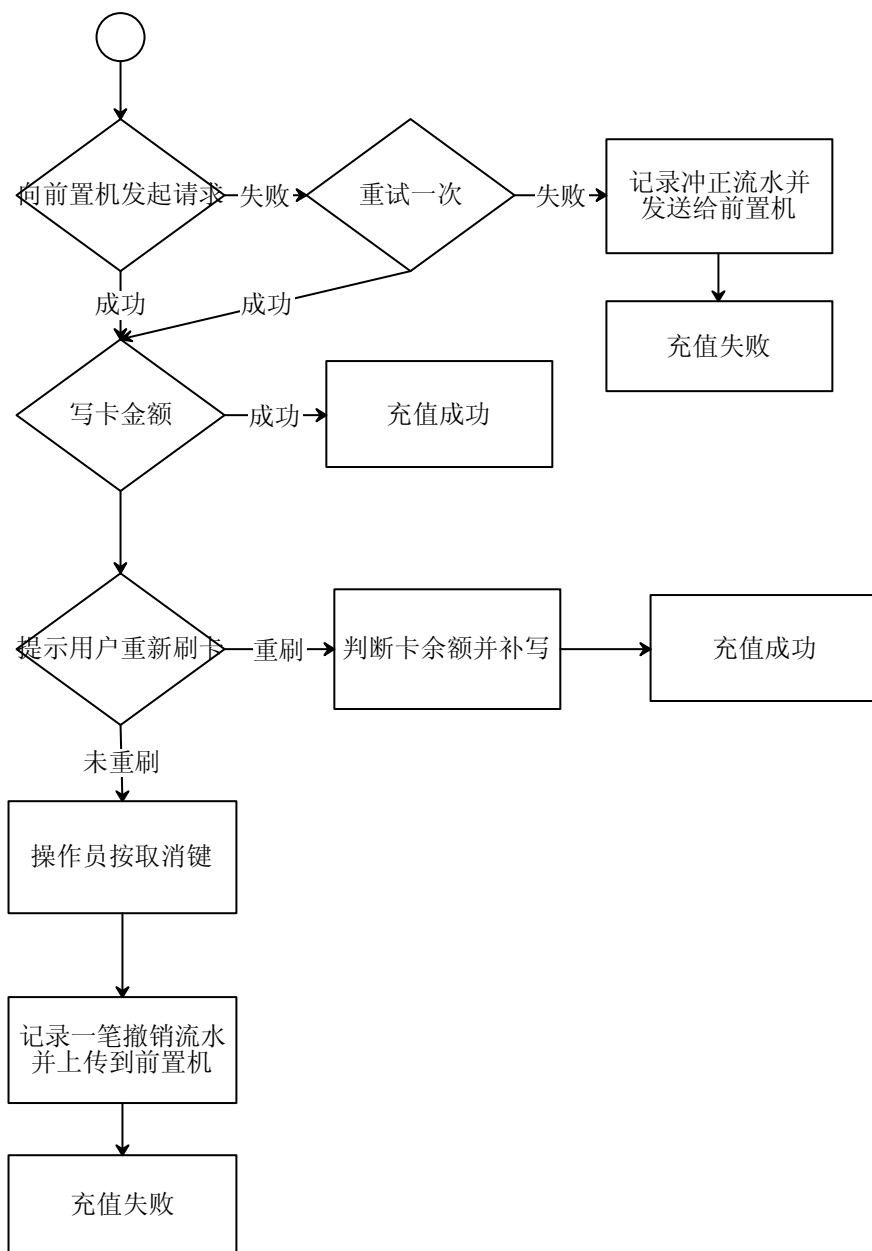 向前置机发起请求
失败
重试一次
失败
记录冲正流水并
发送给前置机
成功
成功
充值失败
写卡金额
成功
充值成功
提示用户重新刷卡
重刷
判断卡余额并补写
充值成功
未重刷
操作员按取消键
记录一笔撤销流水
并上传到前置机
充值失败